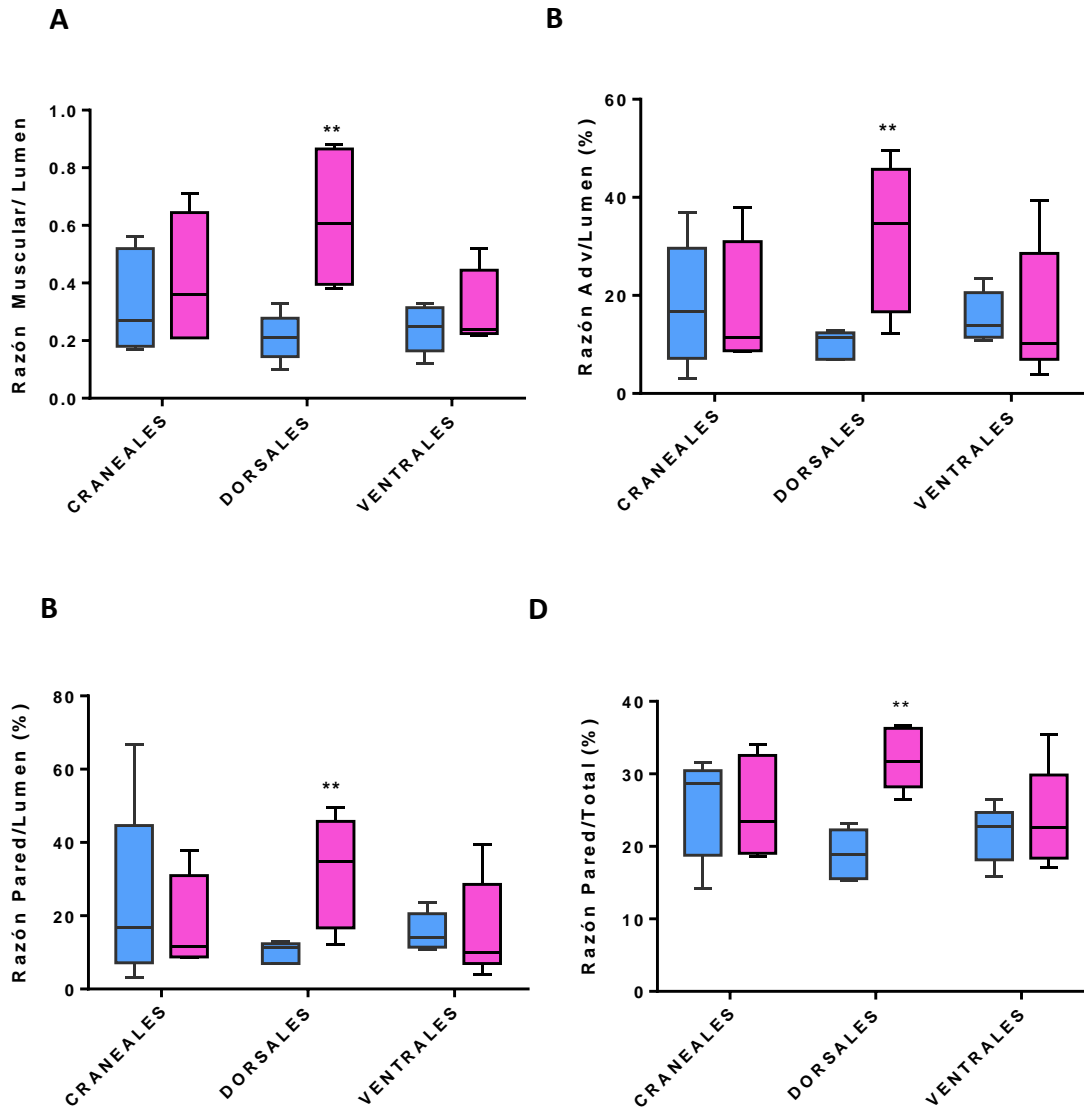 A
Razón Muscular/ Lumen
1.0
0.8
0.6
0.4
0.2
0.0
**
CRANEALES
DORSALES
VENTRALES
B
Razón Adv/Lumen (%)
60
40
20
0
**
CRANEALES
DORSALES
VENTRALES
B
Razón Pared/Lumen (%)
80
60
40
20
0
**
CRANEALES
DORSALES
VENTRALES
D
Razón Pared/Total (%)
40
30
20
10
0
**
CRANEALES
DORSALES
VENTRALES